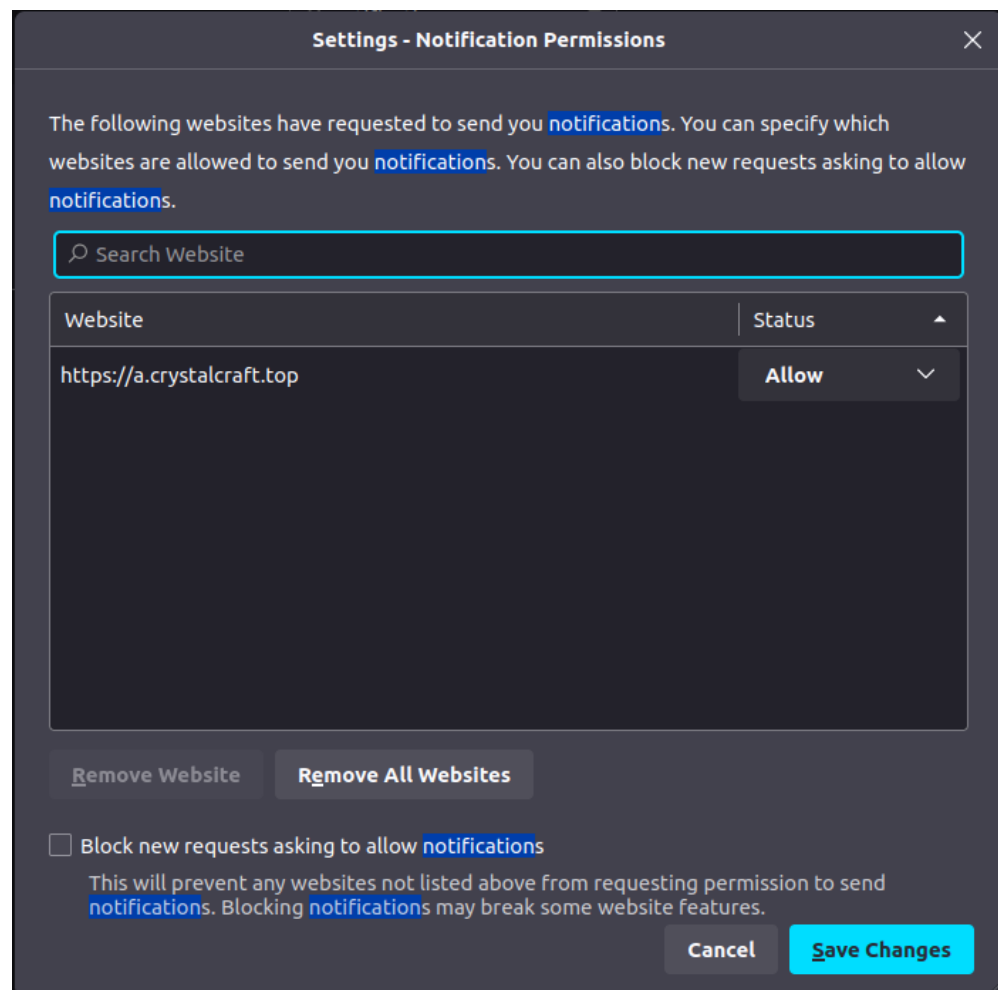 Settings - Notification Permissions
The following websites have requested to send you notifications. You can specify which
websites are allowed to send you notifications. You can also block new requests asking to allow
notifications.
Search Website
Website Status
https://a.crystalcraft.top Allow
Remove Website Remove All Websites
Block new requests asking to allow notifications
This will prevent any websites not listed above from requesting permission to send
notifications. Blocking notifications may break some website features.
Cancel Save Changes